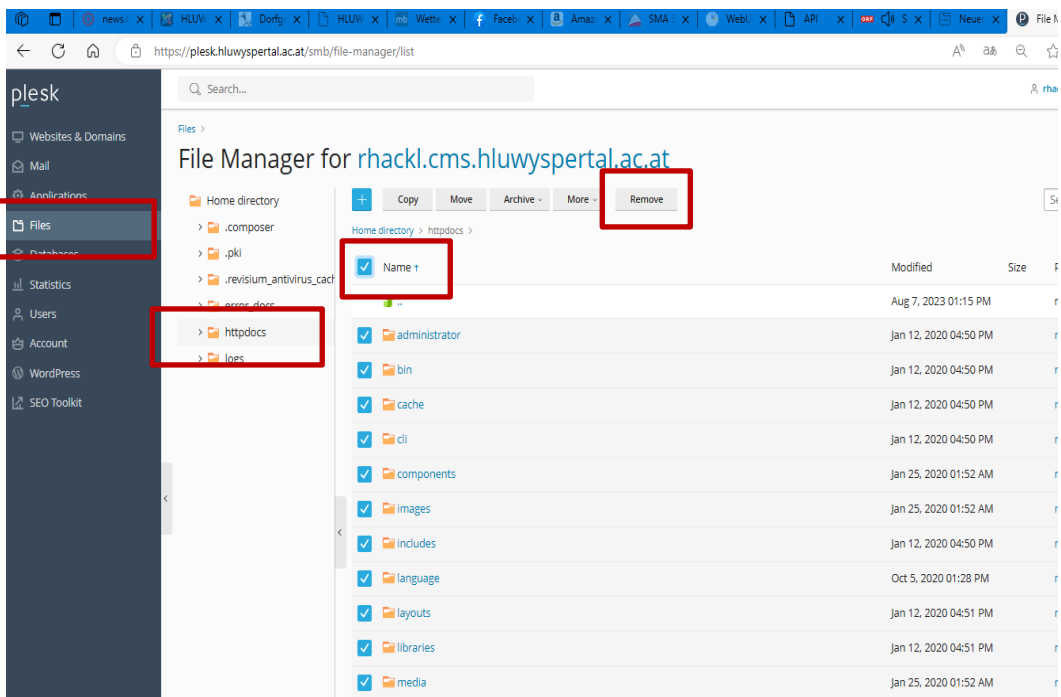 news. HLUW Dorfg HLUW Wette Faceb Amaz SMA S WebU API S Neuer File M
https://plesk.hluwyspertal.ac.at/smb/file-manager/list
plesk
Search...
Files >
File Manager for rhackl.cms.hluwyspertal.ac.at
Websites & Domains
Mail
Applications
Files
Databases
Statistics
Users
Account
WordPress
SEO Toolkit
Home directory
.composer
.pki
.revisium_antivirus_cach
error_docs
httpdocs
logs
+ Copy Move Archive More Remove
Home directory > httpdocs >
Name ↑ Modified Size
.. Aug 7, 2023 01:15 PM
administrator Jan 12, 2020 04:50 PM
bin Jan 12, 2020 04:50 PM
cache Jan 12, 2020 04:50 PM
cli Jan 12, 2020 04:50 PM
components Jan 25, 2020 01:52 AM
images Jan 25, 2020 01:52 AM
includes Jan 12, 2020 04:50 PM
language Oct 5, 2020 01:28 PM
layouts Jan 12, 2020 04:51 PM
libraries Jan 12, 2020 04:51 PM
media Jan 25, 2020 01:52 AM